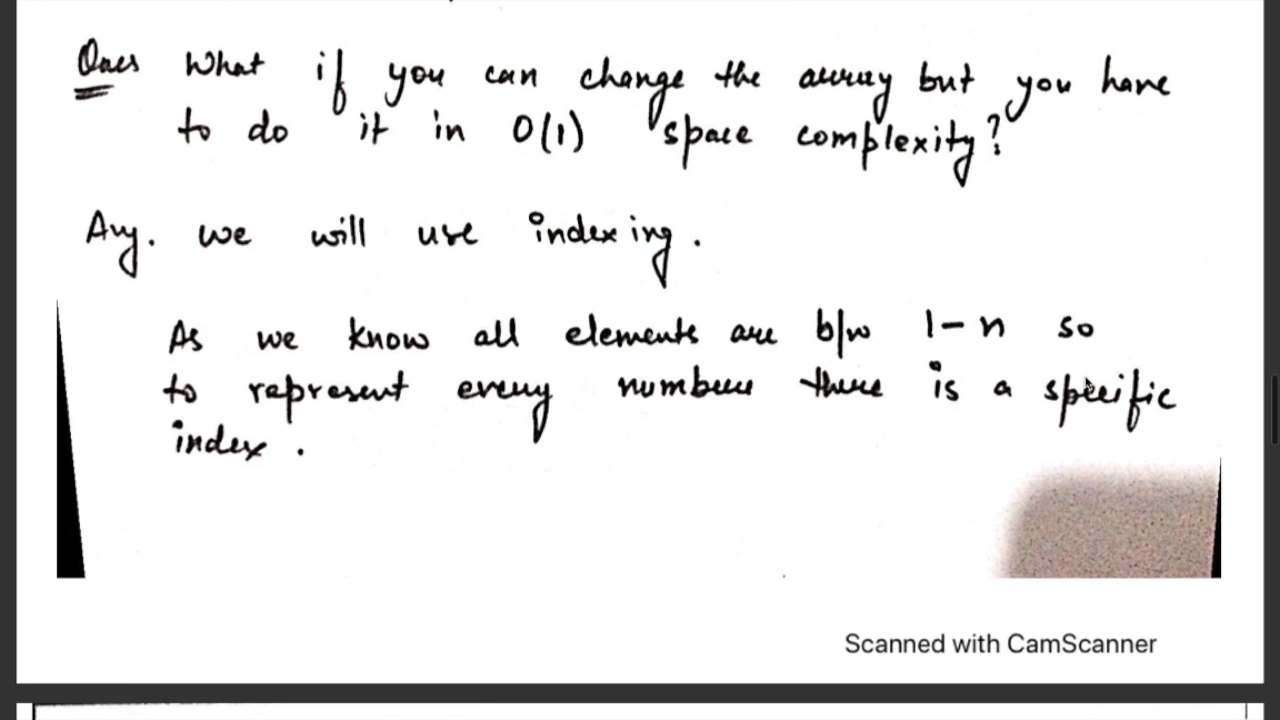 Ques What if you can change the array but you have
to do it in O(1) space complexity?
Ans. we will use indexing.
As we know all elements are b/w 1-n so
to represent every number there is a specific
index.
Scanned with CamScanner